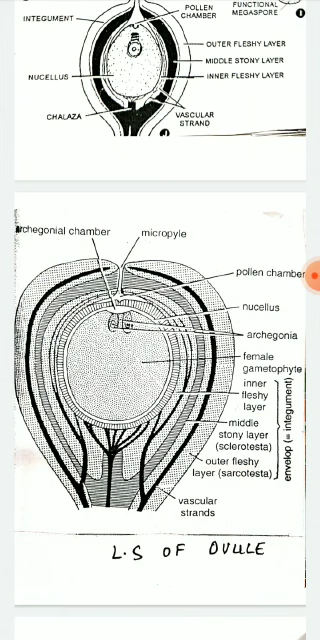 INTEGUMENT
POLLEN
CHAMBER
FUNCTIONAL
MEGASPORE
OUTER FLESHY LAYER
MIDDLE STONY LAYER
NUCELLUS
INNER FLESHY LAYER
CHALAZA
VASCULAR
STRAND
archegonial chamber
micropyle
pollen chamber
nucellus
archegonia
female
gametophyte
inner
fleshy
layer
middle
stony layer
(sclerotesta)
outer fleshy
layer (sarcotesta)
envelop (= integument)
vascular
strands
L.S OF OVULE